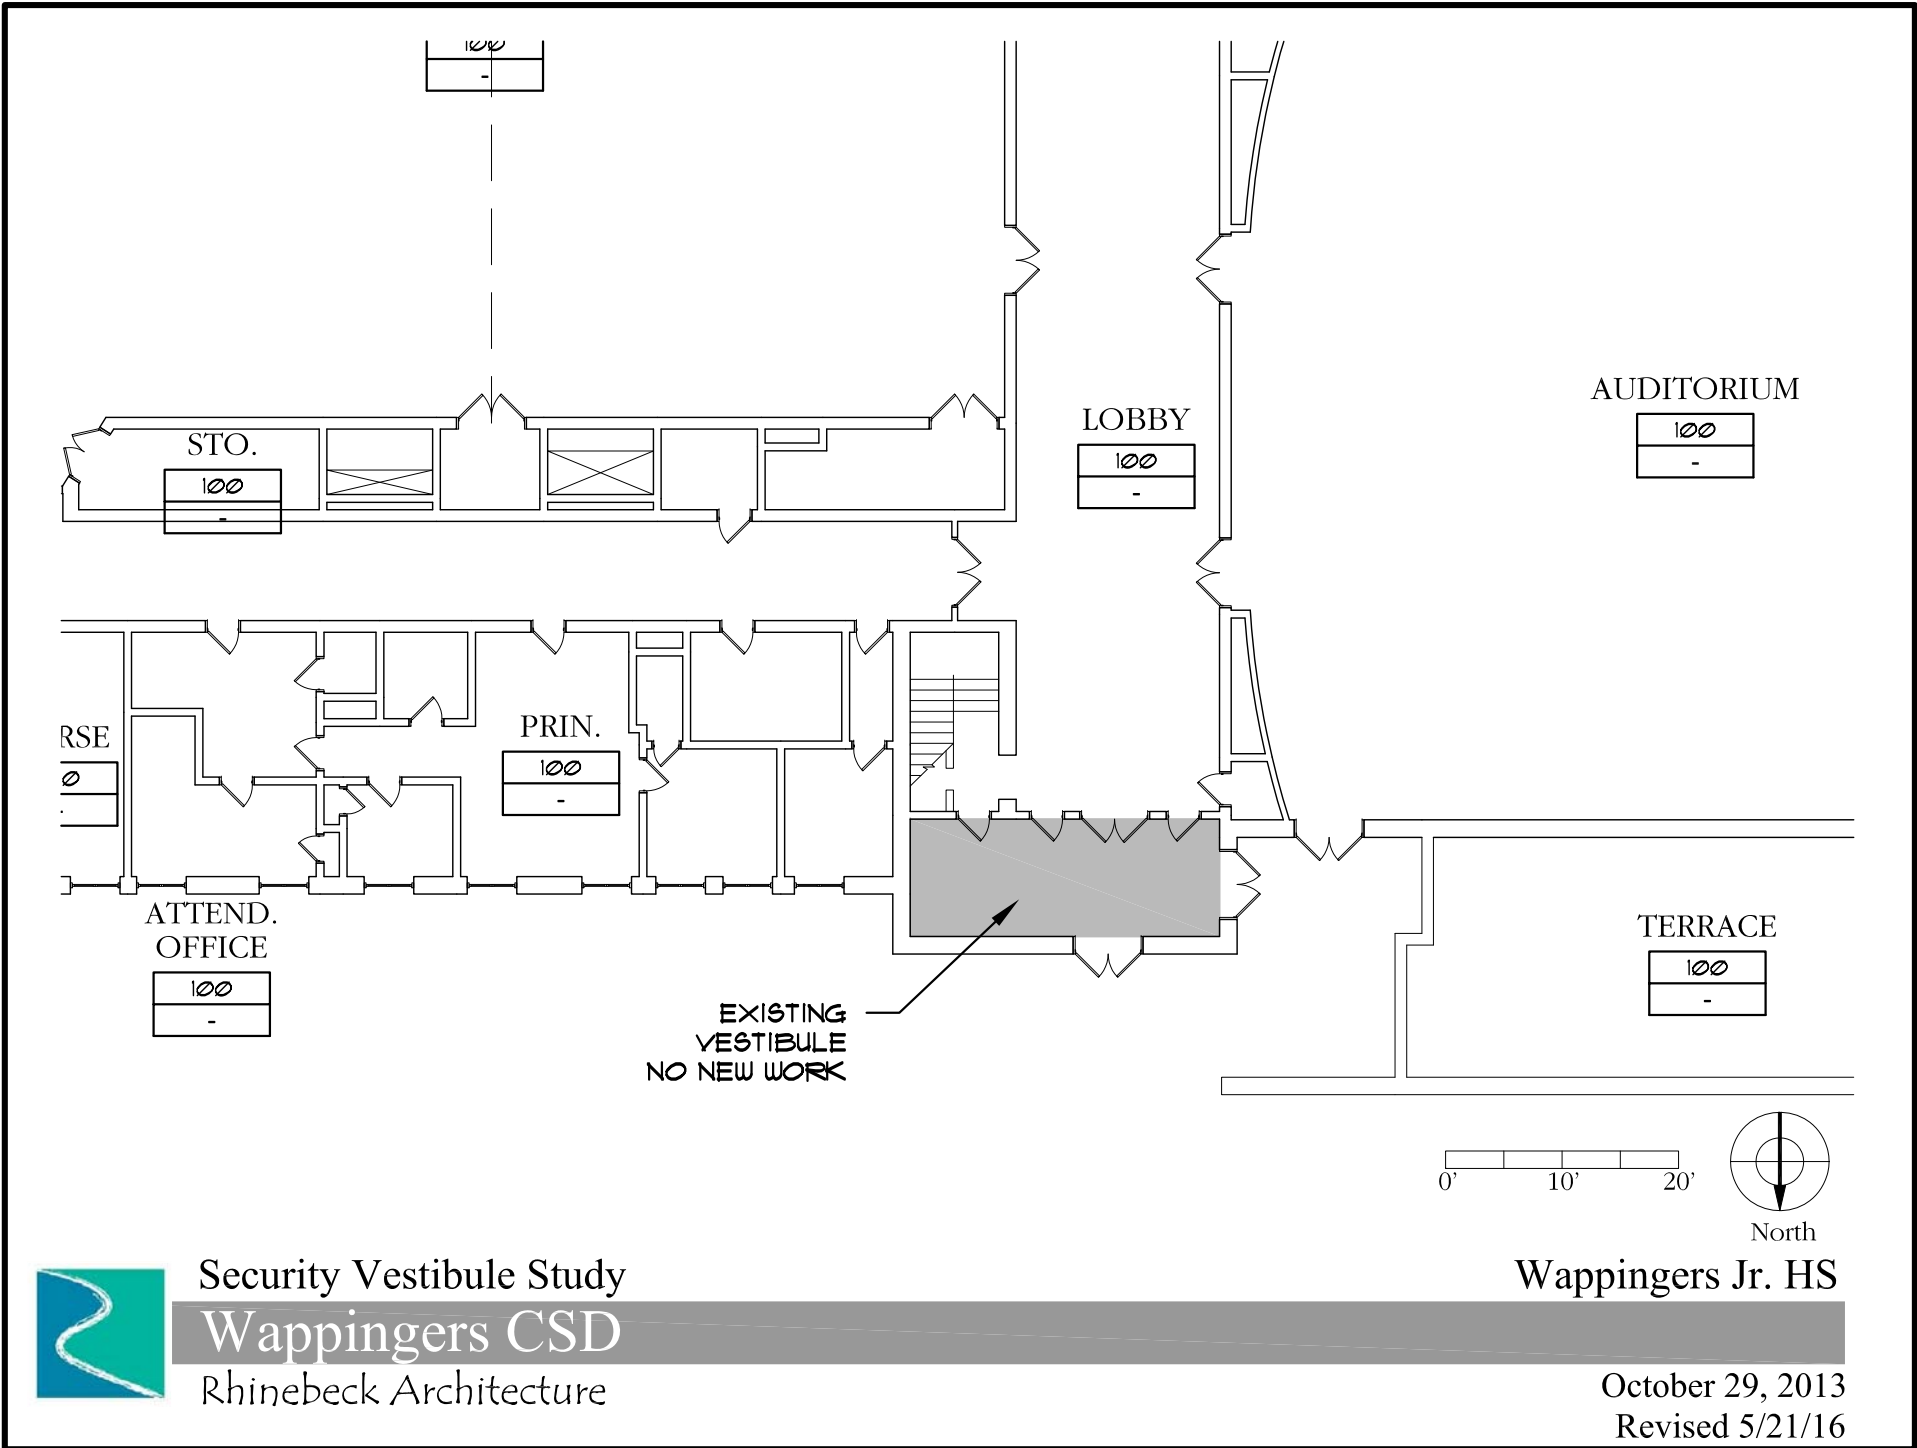 100
-
AUDITORIUM
100
-
LOBBY
100
-
STO.
100
-
PRIN.
100
-
RSE
0
-
ATTEND.
OFFICE
100
-
TERRACE
100
-
EXISTING
VESTIBULE
NO NEW WORK
0' 10' 20'
North
Security Vestibule Study
Wappingers Jr. HS
Wappingers CSD
Rhinebeck Architecture
October 29, 2013
Revised 5/21/16